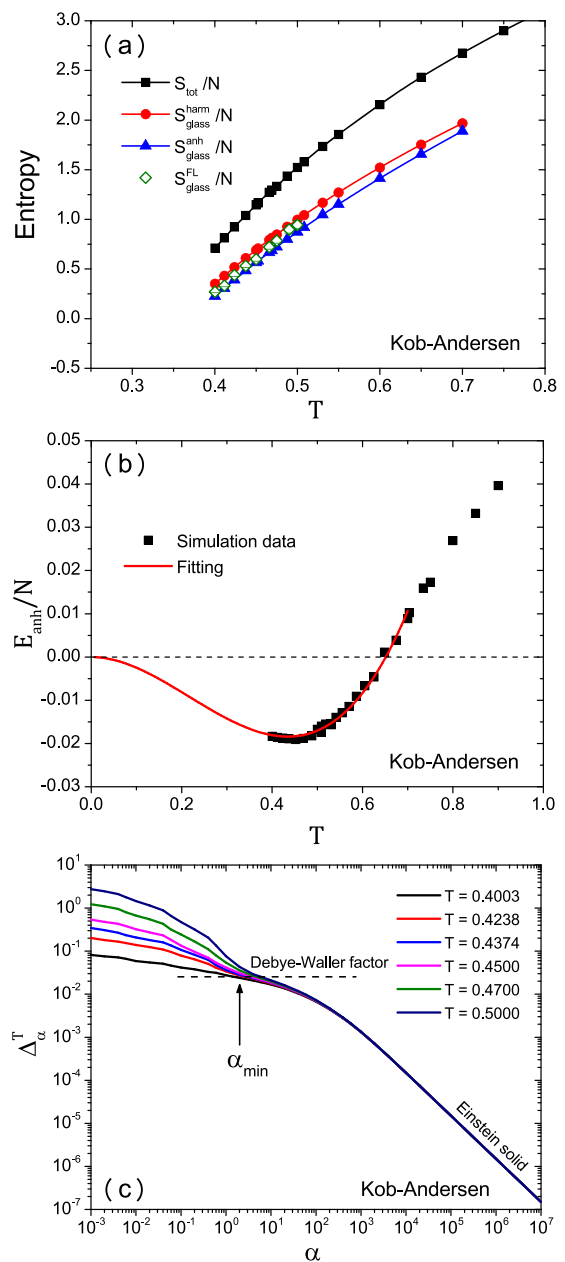 (a)
S_tot/N
S^harm_glass/N
S^anh_glass/N
S^FL_glass/N
Kob-Andersen
Entropy
3.0
2.5
2.0
1.5
1.0
0.5
0.0
-0.5
0.3 0.4 0.5 0.6 0.7 0.8
T
(b)
Simulation data
Fitting
Kob-Andersen
E_anh/N
0.05
0.04
0.03
0.02
0.01
0.00
-0.01
-0.02
-0.03
0.0 0.2 0.4 0.6 0.8 1.0
T
T = 0.4003
T = 0.4238
T = 0.4374
T = 0.4500
T = 0.4700
T = 0.5000
Debye-Waller factor
α_min
Einstein solid
(c)
Kob-Andersen
Δ^T_α
10^1
10^0
10^-1
10^-2
10^-3
10^-4
10^-5
10^-6
10^-7
10^-3 10^-2 10^-1 10^0 10^1 10^2 10^3 10^4 10^5 10^6 10^7
α